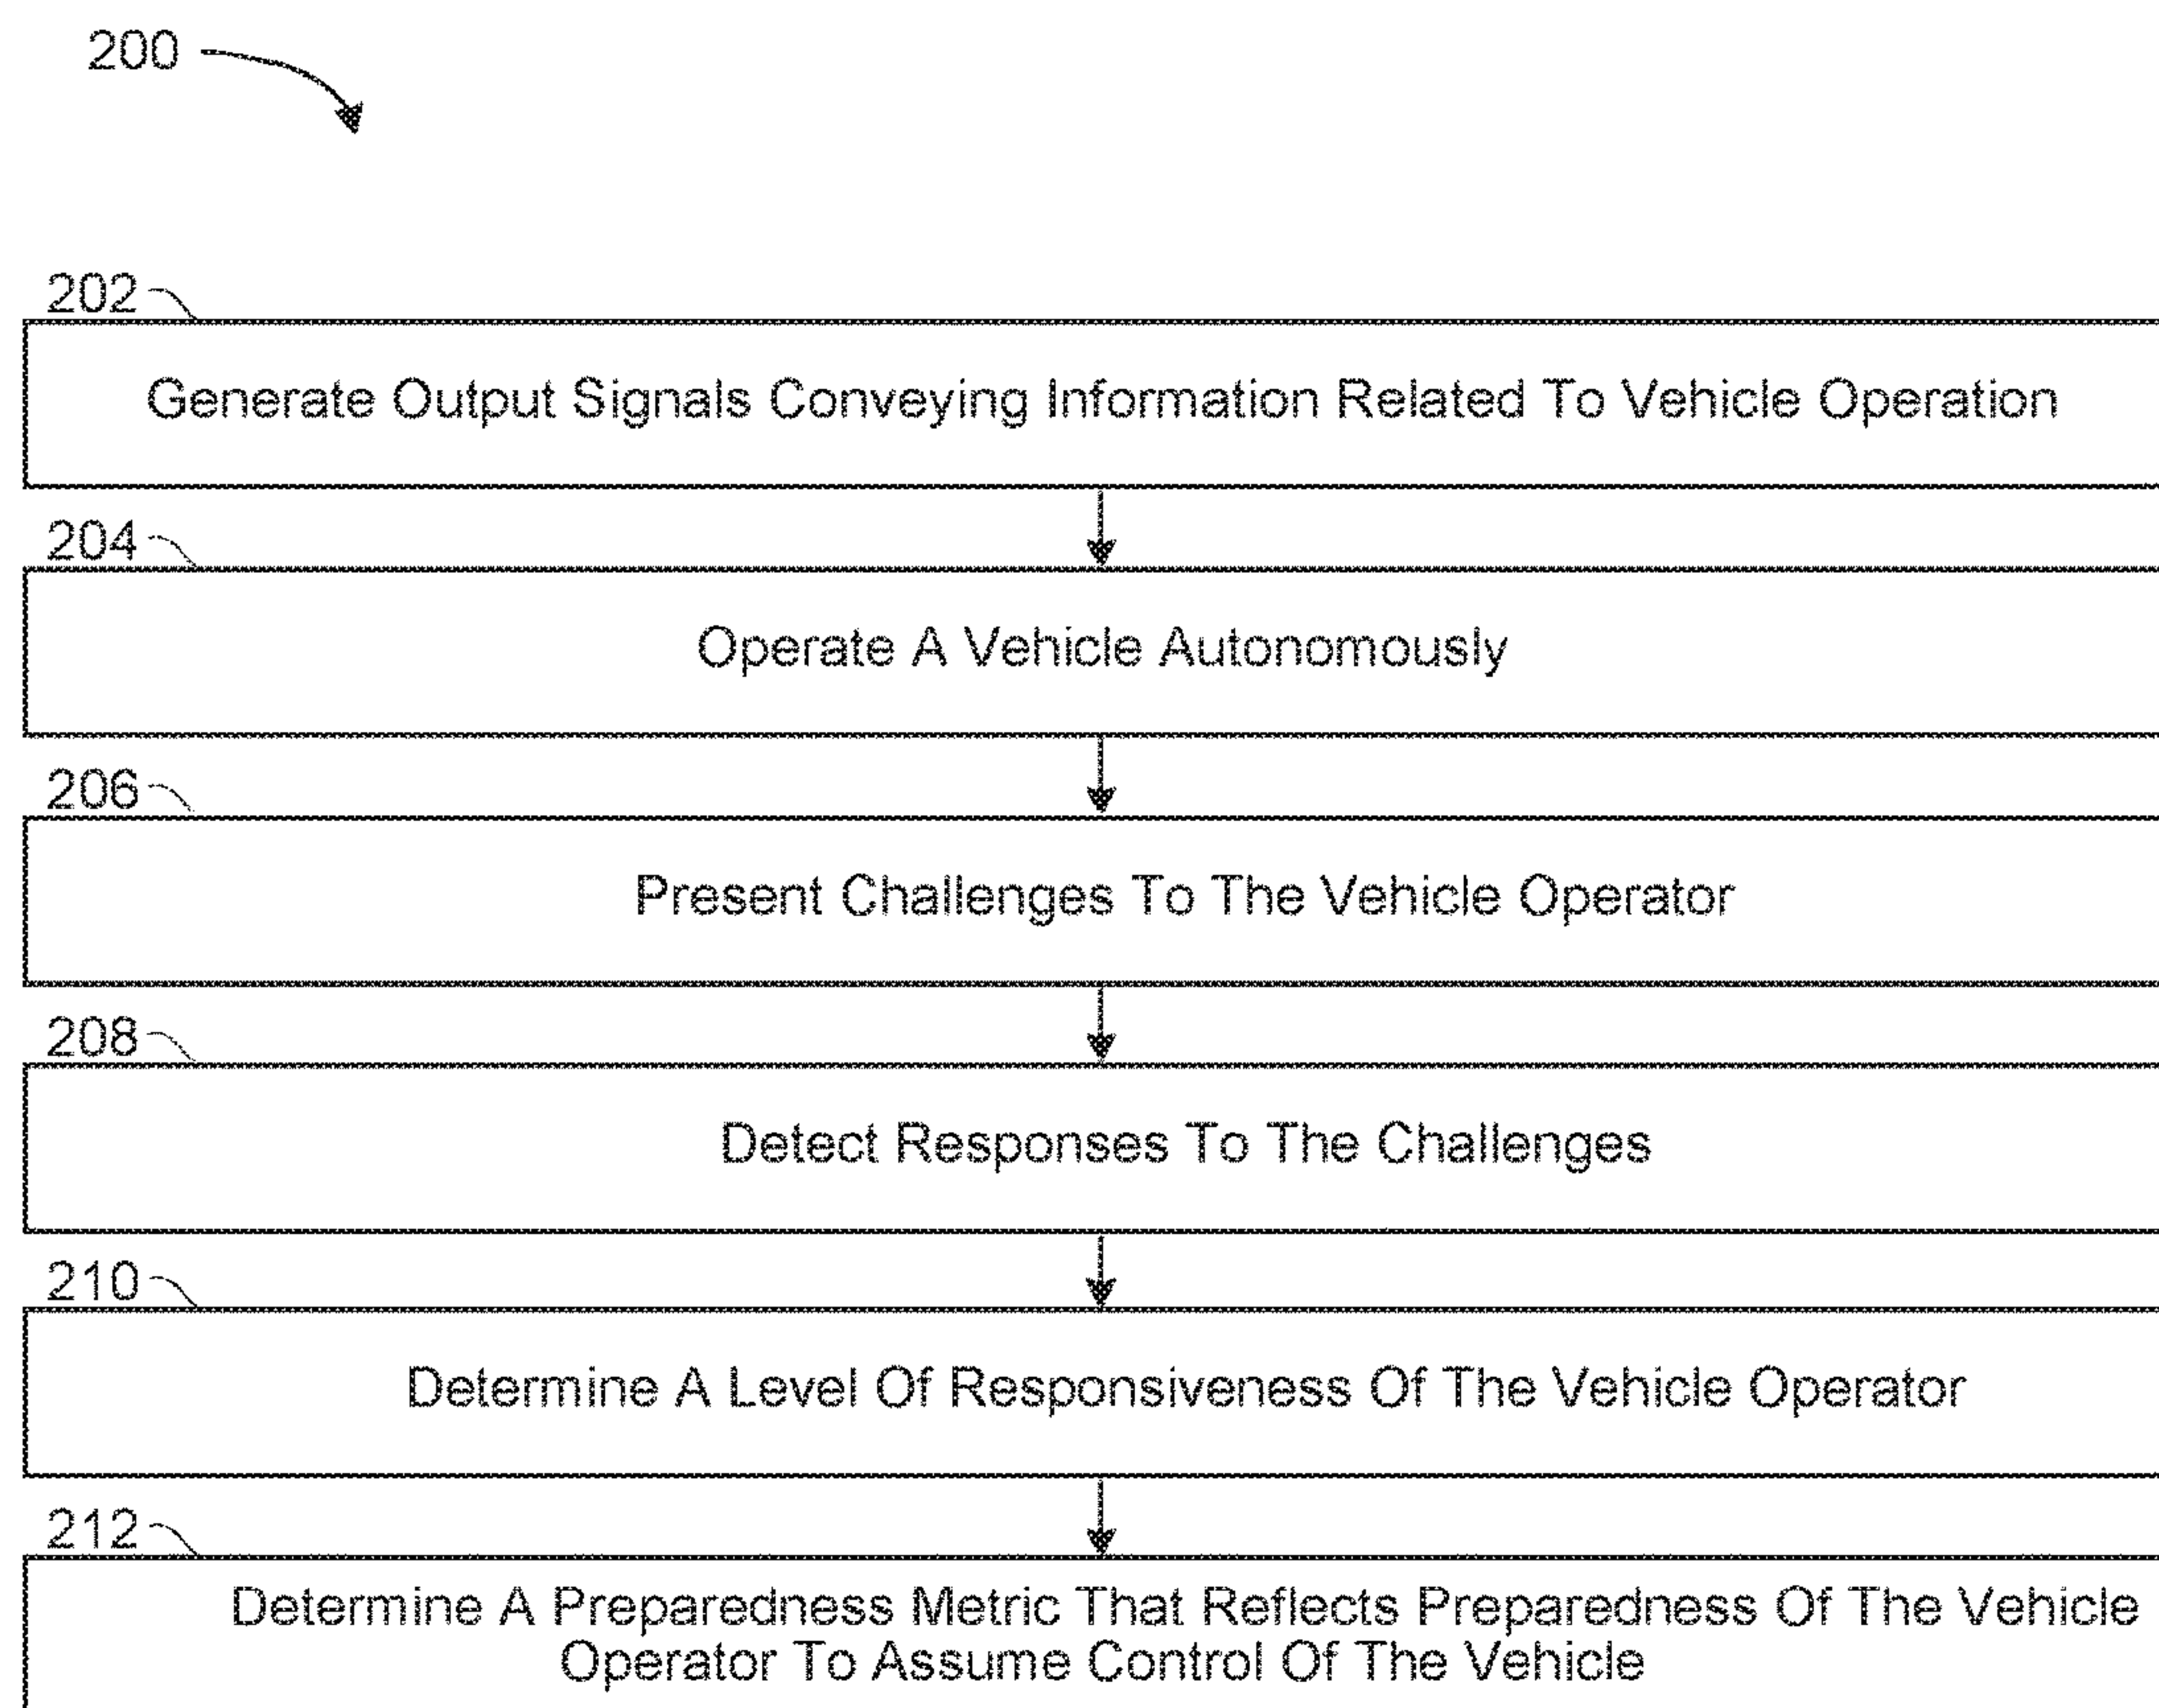 200
202
Generate Output Signals Conveying Information Related To Vehicle Operation
204
Operate A Vehicle Autonomously
206
Present Challenges To The Vehicle Operator
208
Detect Responses To The Challenges
210
Determine A Level Of Responsiveness Of The Vehicle Operator
212
Determine A Preparedness Metric That Reflects Preparedness Of The Vehicle
Operator To Assume Control Of The Vehicle